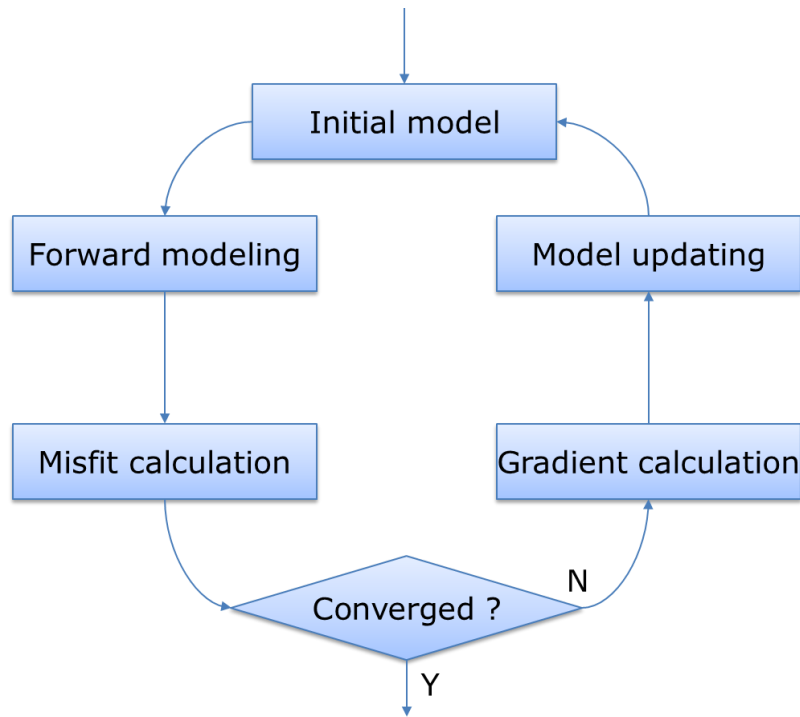 Initial model
Forward modeling
Model updating
Misfit calculation
Gradient calculation
N
Converged ?
Y